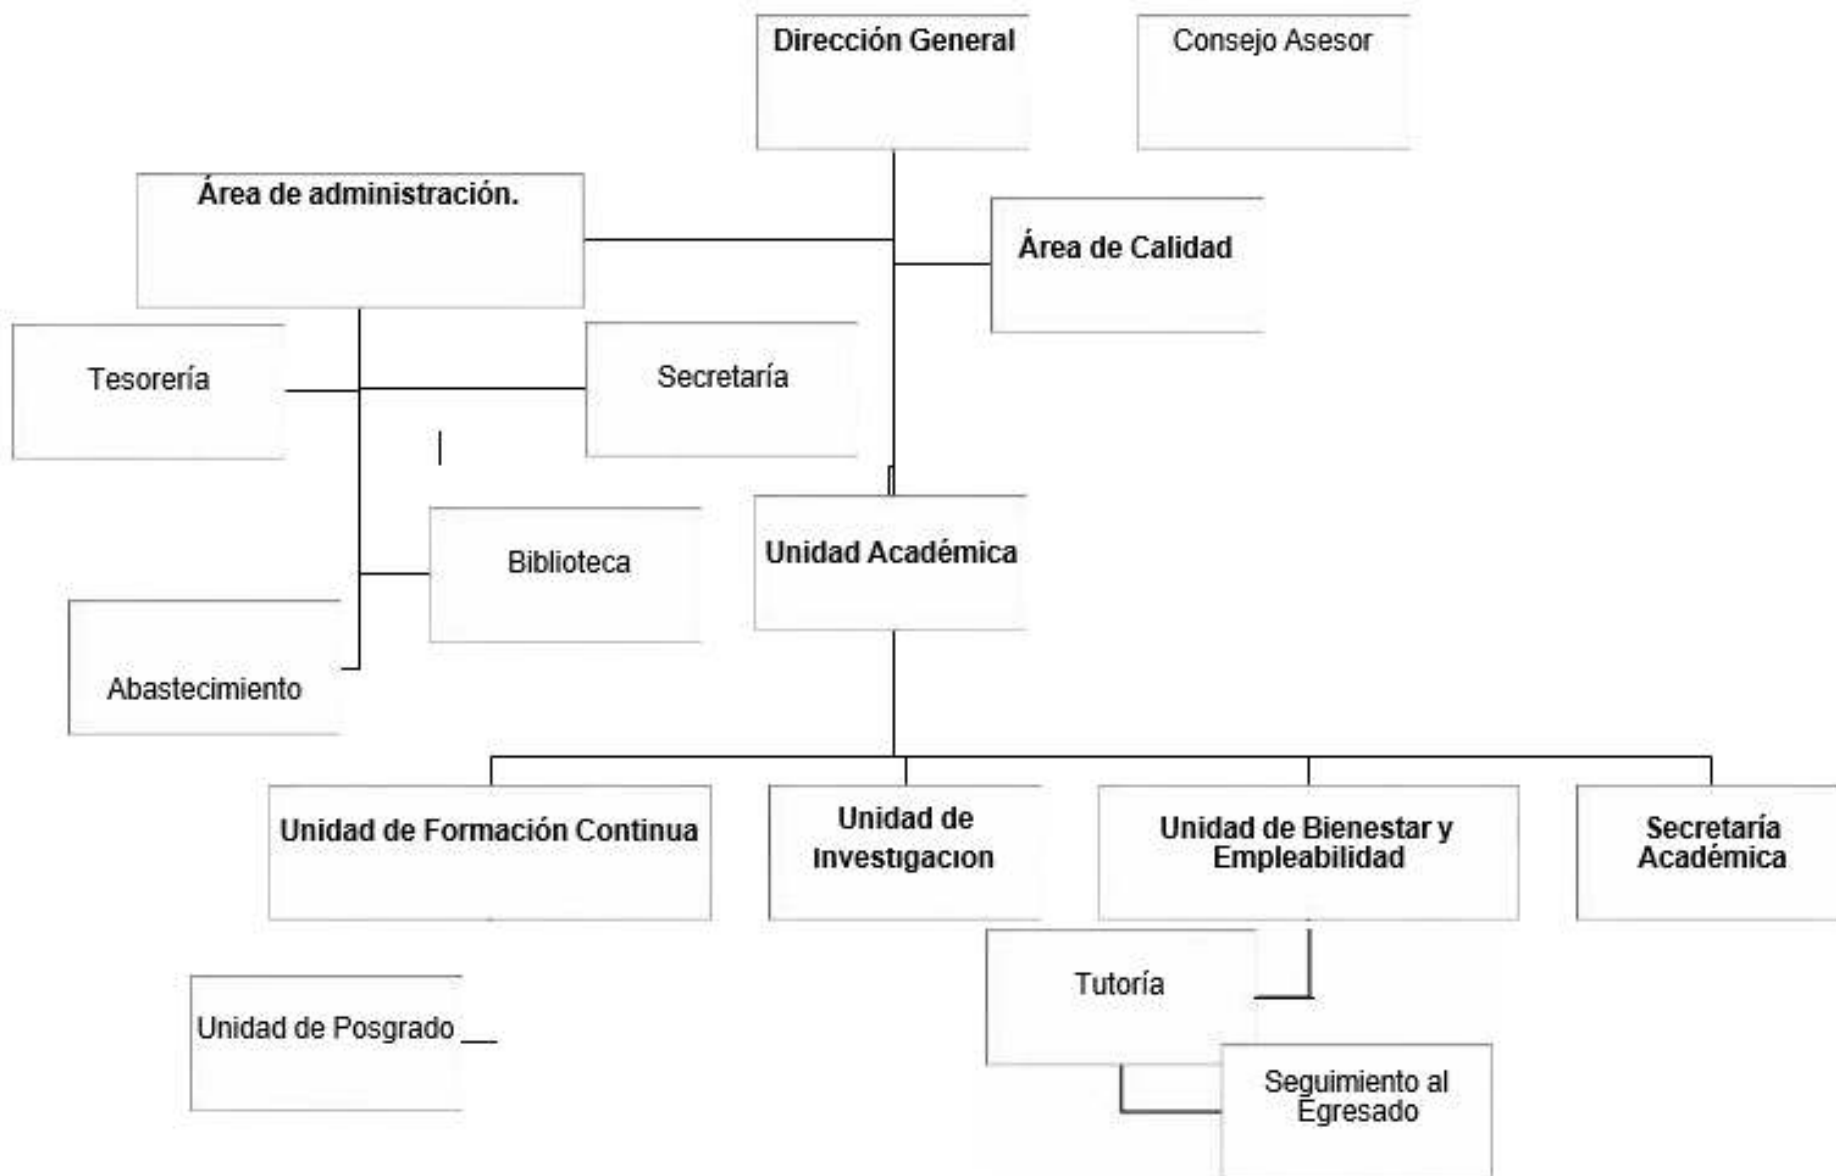 Dirección General
Consejo Asesor
Área de administración.
Área de Calidad
Tesorería
Secretaría
Biblioteca
Unidad Académica
Abastecimiento
Unidad de Formación Continua
Unidad de
Investigación
Unidad de Bienestar y
Empleabilidad
Secretaría
Académica
Tutoría
Unidad de Posgrado
Seguimiento al
Egresado